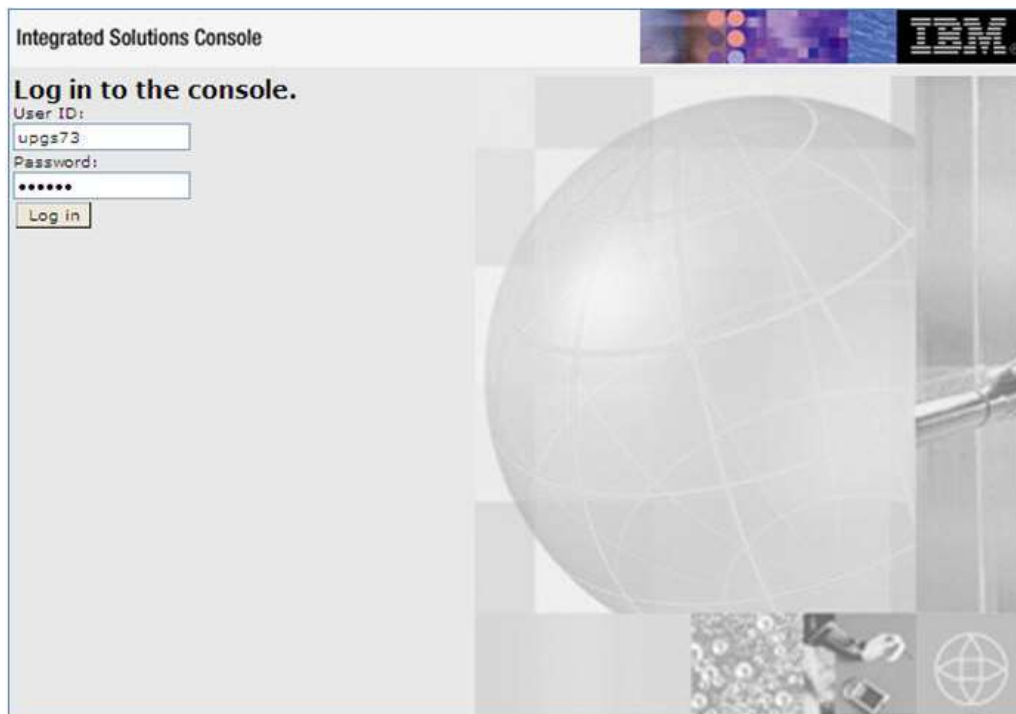 Integrated Solutions Console
IBM®
Log in to the console.
User ID:
upgs73
Password:
••••••
Log in